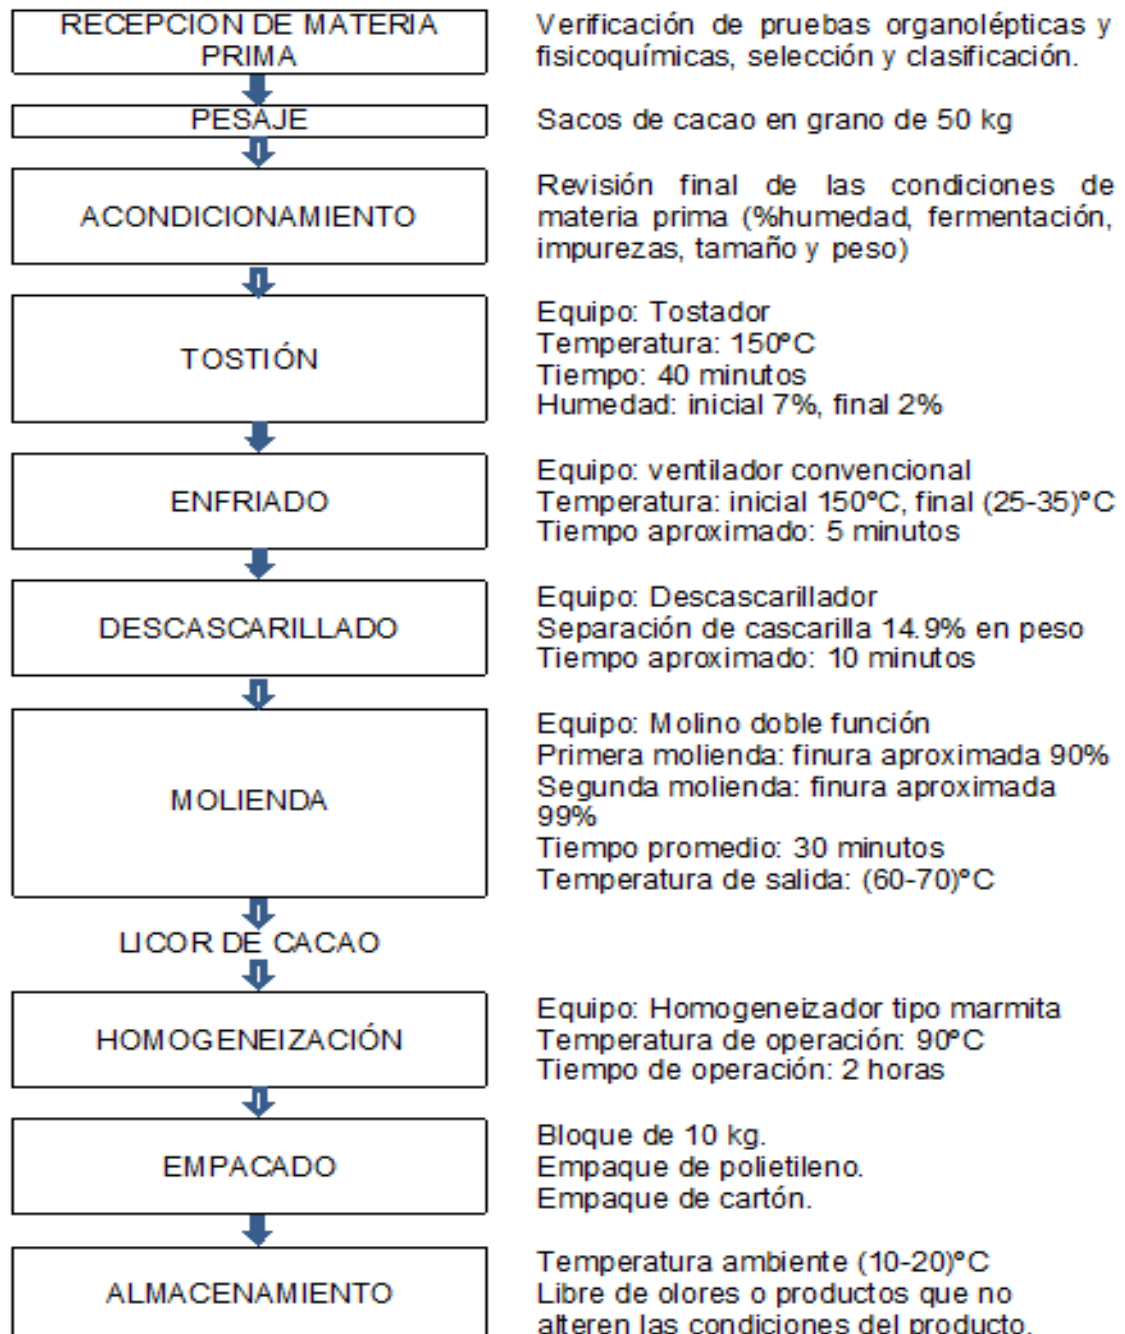 RECEPCION DE MATERIA
PRIMA
Verificación de pruebas organolépticas y
fisicoquímicas, selección y clasificación.
PESAJE
Sacos de cacao en grano de 50 kg
ACONDICIONAMIENTO
Revisión final de las condiciones de
materia prima (%humedad, fermentación,
impurezas, tamaño y peso)
TOSTIÓN
Equipo: Tostador
Temperatura: 150ºC
Tiempo: 40 minutos
Humedad: inicial 7%, final 2%
ENFRIADO
Equipo: ventilador convencional
Temperatura: inicial 150ºC, final (25-35)ºC
Tiempo aproximado: 5 minutos
DESCASCARILLADO
Equipo: Descascarillador
Separación de cascarilla 14.9% en peso
Tiempo aproximado: 10 minutos
MOLIENDA
Equipo: Molino doble función
Primera molienda: finura aproximada 90%
Segunda molienda: finura aproximada
99%
Tiempo promedio: 30 minutos
Temperatura de salida: (60-70)ºC
LICOR DE CACAO
HOMOGENEIZACIÓN
Equipo: Homogeneizador tipo marmita
Temperatura de operación: 90ºC
Tiempo de operación: 2 horas
EMPACADO
Bloque de 10 kg.
Empaque de polietileno.
Empaque de cartón.
ALMACENAMIENTO
Temperatura ambiente (10-20)ºC
Libre de olores o productos que no
alteren las condiciones del producto.